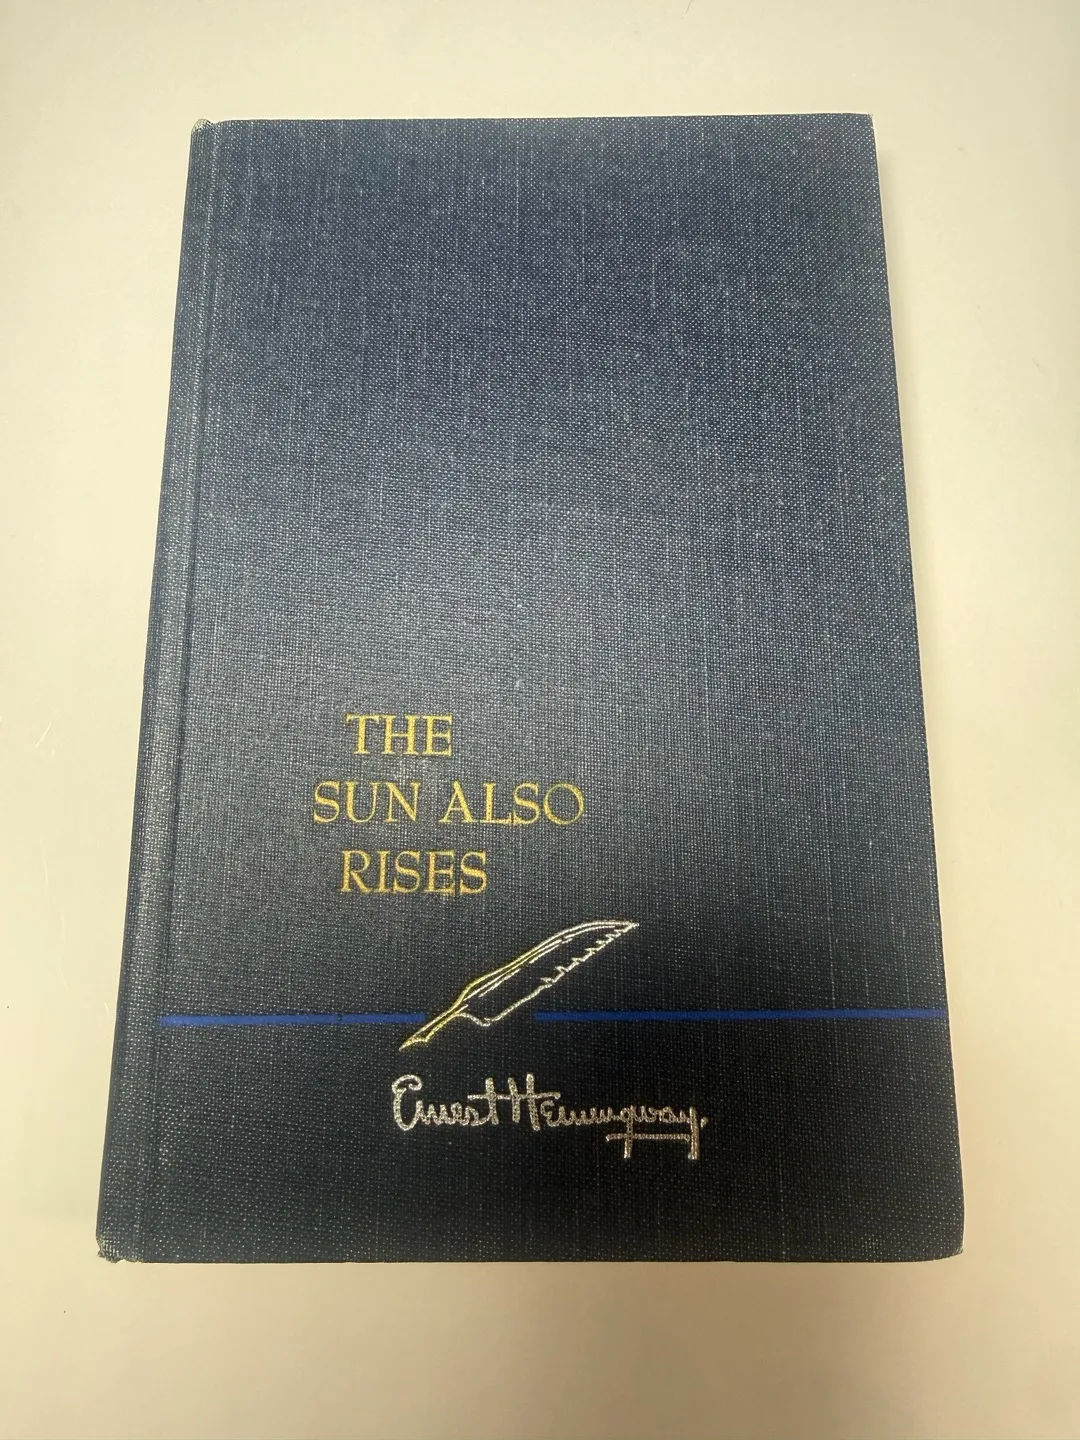 THE
SUN ALSO
RISES
Ernest Hemingway.